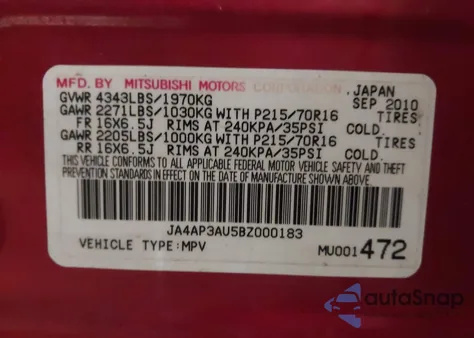 MFD. BY MITSUBISHI MOTORS CORPORATION. JAPAN
GVWR 4343LBS/1970KG SEP 2010
GAWR 2271LBS/1030KG WITH P215/70R16 TIRES
FR 16X6.5J RIMS AT 240KPA/35PSI COLD.
GAWR 2205LBS/1000KG WITH P215/70R16 TIRES
RR 16X6.5J RIMS AT 240KPA/35PSI COLD.
THIS VEHICLE CONFORMS TO ALL APPLICABLE FEDERAL MOTOR VEHICLE SAFETY AND THEFT
PREVENTION STANDARDS IN EFFECT ON THE DATE OF MANUFACTURE SHOWN ABOVE.
JA4AP3AU5BZ000183
VEHICLE TYPE:MPV MU001472
autoSnap